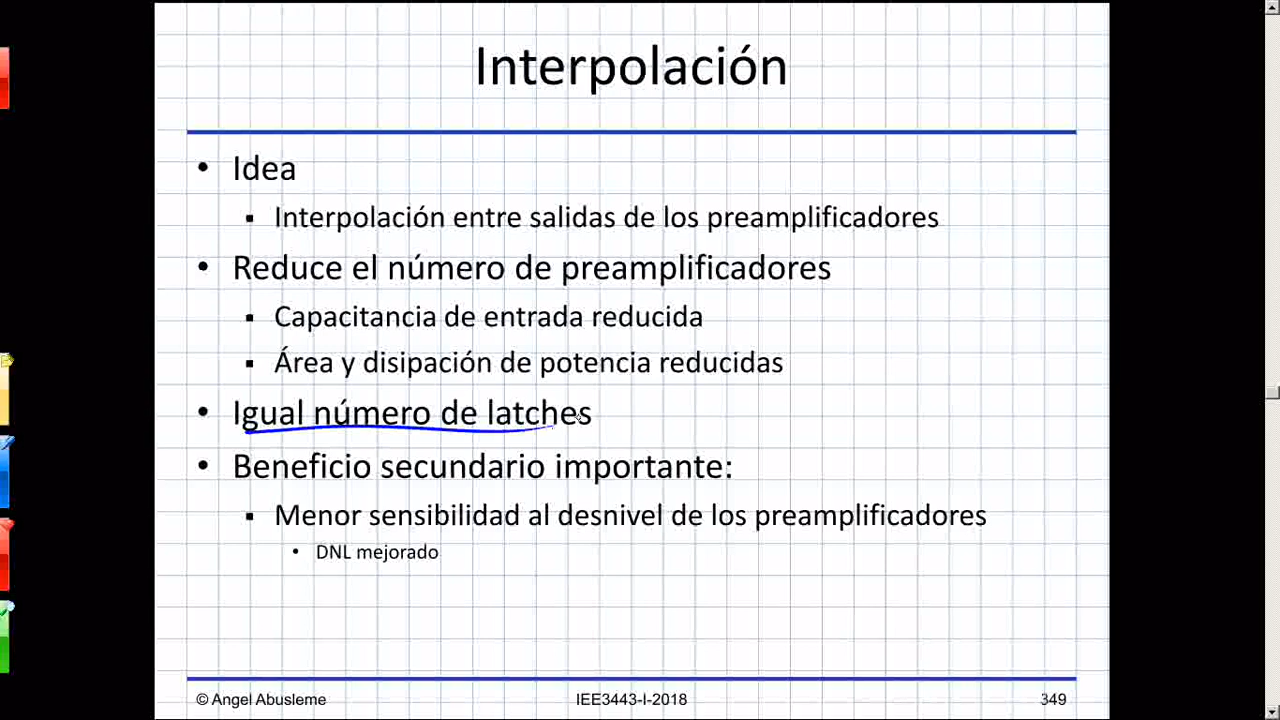 Interpolación
• Idea
▪ Interpolación entre salidas de los preamplificadores
• Reduce el número de preamplificadores
▪ Capacitancia de entrada reducida
▪ Área y disipación de potencia reducidas
• Igual número de latches
• Beneficio secundario importante:
▪ Menor sensibilidad al desnivel de los preamplificadores
• DNL mejorado
© Angel Abusleme IEE3443-I-2018 349